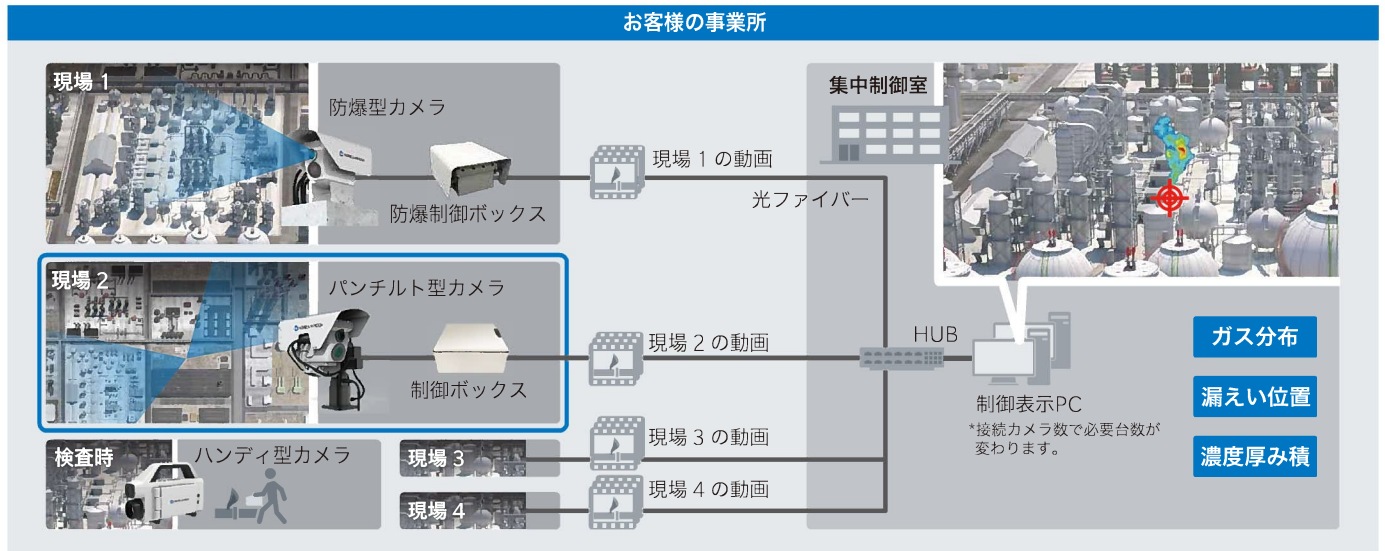 お客様の事業所
現場 1
防爆型カメラ
防爆制御ボックス
現場 1 の動画
光ファイバー
集中制御室
現場 2
パンチルト型カメラ
制御ボックス
現場 2 の動画
HUB
制御表示PC
*接続カメラ数で必要台数が
変わります。
ガス分布
漏えい位置
濃度厚み積
検査時
ハンディ型カメラ
現場 3
現場 3 の動画
現場 4
現場 4 の動画